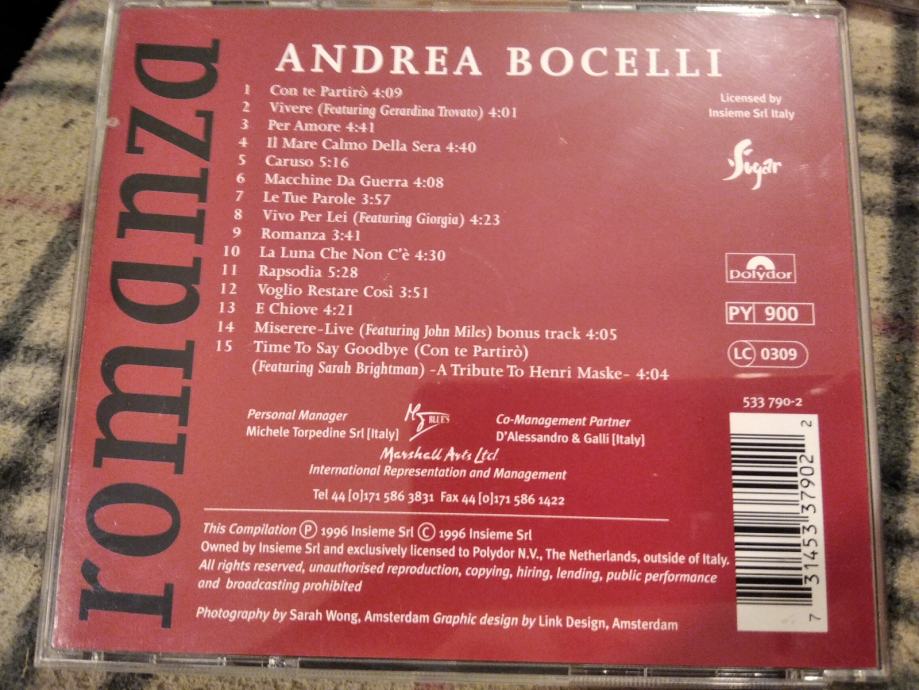 romanza
ANDREA BOCELLI
1 Con te Partirò 4:09
2 Vivere (Featuring Gerardina Trovato) 4:01
3 Per Amore 4:41
4 Il Mare Calmo Della Sera 4:40
5 Caruso 5:16
6 Macchine Da Guerra 4:08
7 Le Tue Parole 3:57
8 Vivo Per Lei (Featuring Giorgia) 4:23
9 Romanza 3:41
10 La Luna Che Non C'è 4:30
11 Rapsodia 5:28
12 Voglio Restare Così 3:51
13 E Chiove 4:21
14 Miserere-Live (Featuring John Miles) bonus track 4:05
15 Time To Say Goodbye (Con te Partirò)
(Featuring Sarah Brightman) -A Tribute To Henri Maske- 4:04
Licensed by
Insieme Srl Italy
Sugar
polydor
PY 900
LC 0309
533 790-2
7 31453 37902 2
Personal Manager
Michele Torpedine Srl [Italy]
BLUES
Co-Management Partner
D'Alessandro & Galli [Italy]
Marshall Arts Ltd.
International Representation and Management
Tel 44 [0]171 586 3831 Fax 44 [0]171 586 1422
This Compilation Ⓟ 1996 Insieme Srl Ⓒ 1996 Insieme Srl
Owned by Insieme Srl and exclusively licensed to Polydor N.V., The Netherlands, outside of Italy.
All rights reserved, unauthorised reproduction, copying, hiring, lending, public performance
and broadcasting prohibited
Photography by Sarah Wong, Amsterdam Graphic design by Link Design, Amsterdam